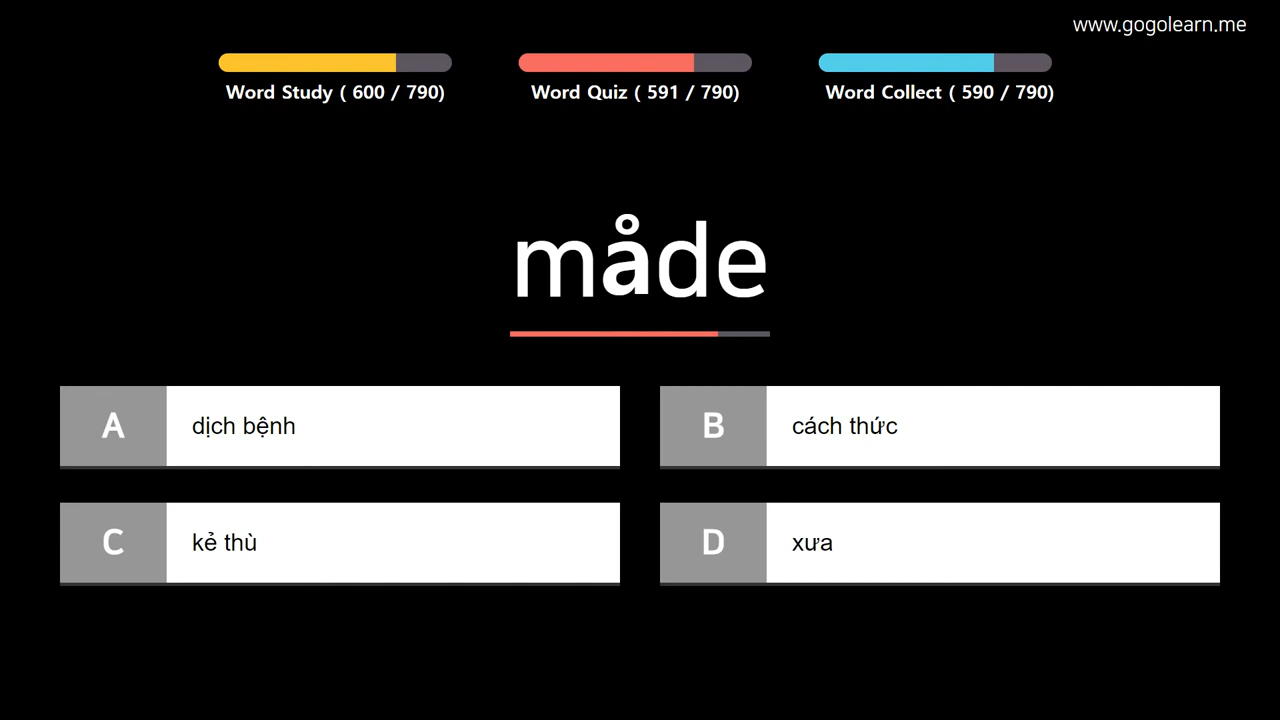 www.gogolearn.me
Word Study ( 600 / 790)
Word Quiz ( 591 / 790)
Word Collect ( 590 / 790)
måde
A dịch bệnh
B cách thức
C kẻ thù
D xưa